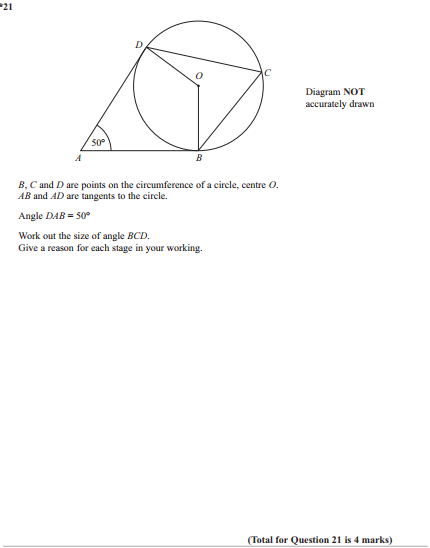 *21
D
O
C
Diagram NOT
accurately drawn
50°
A
B
B, C and D are points on the circumference of a circle, centre O.
AB and AD are tangents to the circle.
Angle DAB = 50°
Work out the size of angle BCD.
Give a reason for each stage in your working.
(Total for Question 21 is 4 marks)